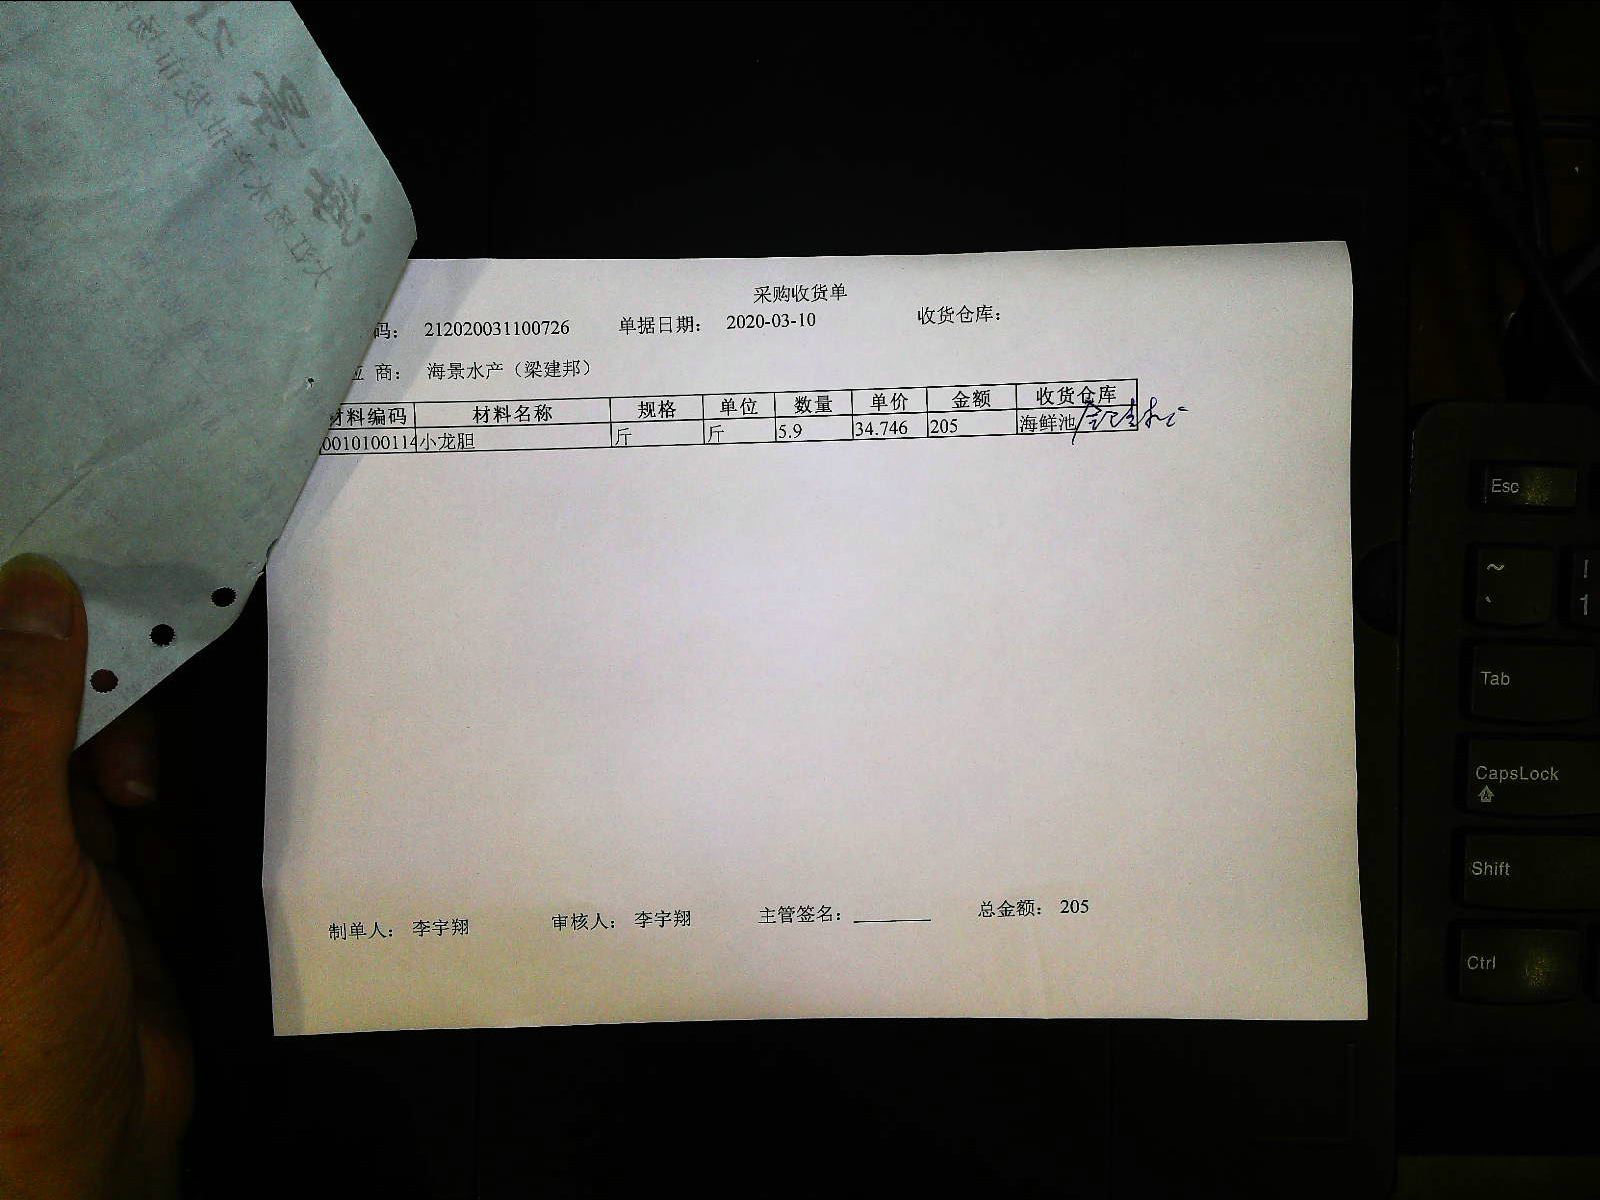 采购收货单
码： 212020031100726 单据日期： 2020-03-10 收货仓库：
应 商： 海景水产（梁建邦）
材料编码 材料名称 规格 单位 数量 单价 金额 收货仓库
0010100114 小龙胆 斤 斤 5.9 34.746 205 海鲜池
制单人： 李宇翔 审核人： 李宇翔 主管签名： 总金额： 205
Esc
~
`
!
1
Tab
CapsLock
Shift
Ctrl